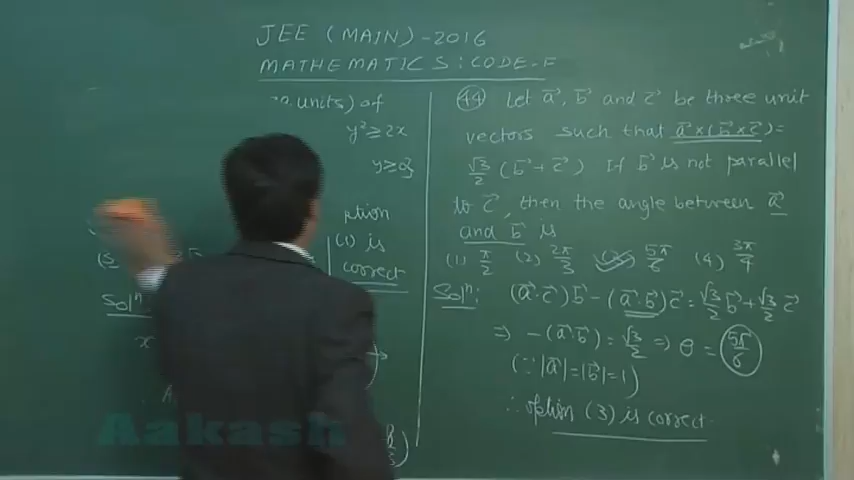 JEE (MAIN)-2016
MATHEMATICS: CODE-F
units) of
y² ≥ 2x
y ≥ 0}
ption
(1) is
correct
Solⁿ:
x
(44) Let a⃗, b⃗ and c⃗ be three unit
vectors such that a⃗×(b⃗×c⃗)=
√3/2 (b⃗+c⃗) If b⃗ is not parallel
to c⃗, then the angle between a⃗
and b⃗ is
(1) π/2 (2) 2π/3 (3) 5π/6 (4) 3π/4
Solⁿ: (a⃗·c⃗)b⃗-(a⃗·b⃗)c⃗=√3/2 b⃗+√3/2 c⃗
⇒ -(a⃗·b⃗)=√3/2 ⇒ θ = 5π/6
(∵|a⃗|=|b⃗|=1)
∴ option (3) is correct
Aakash